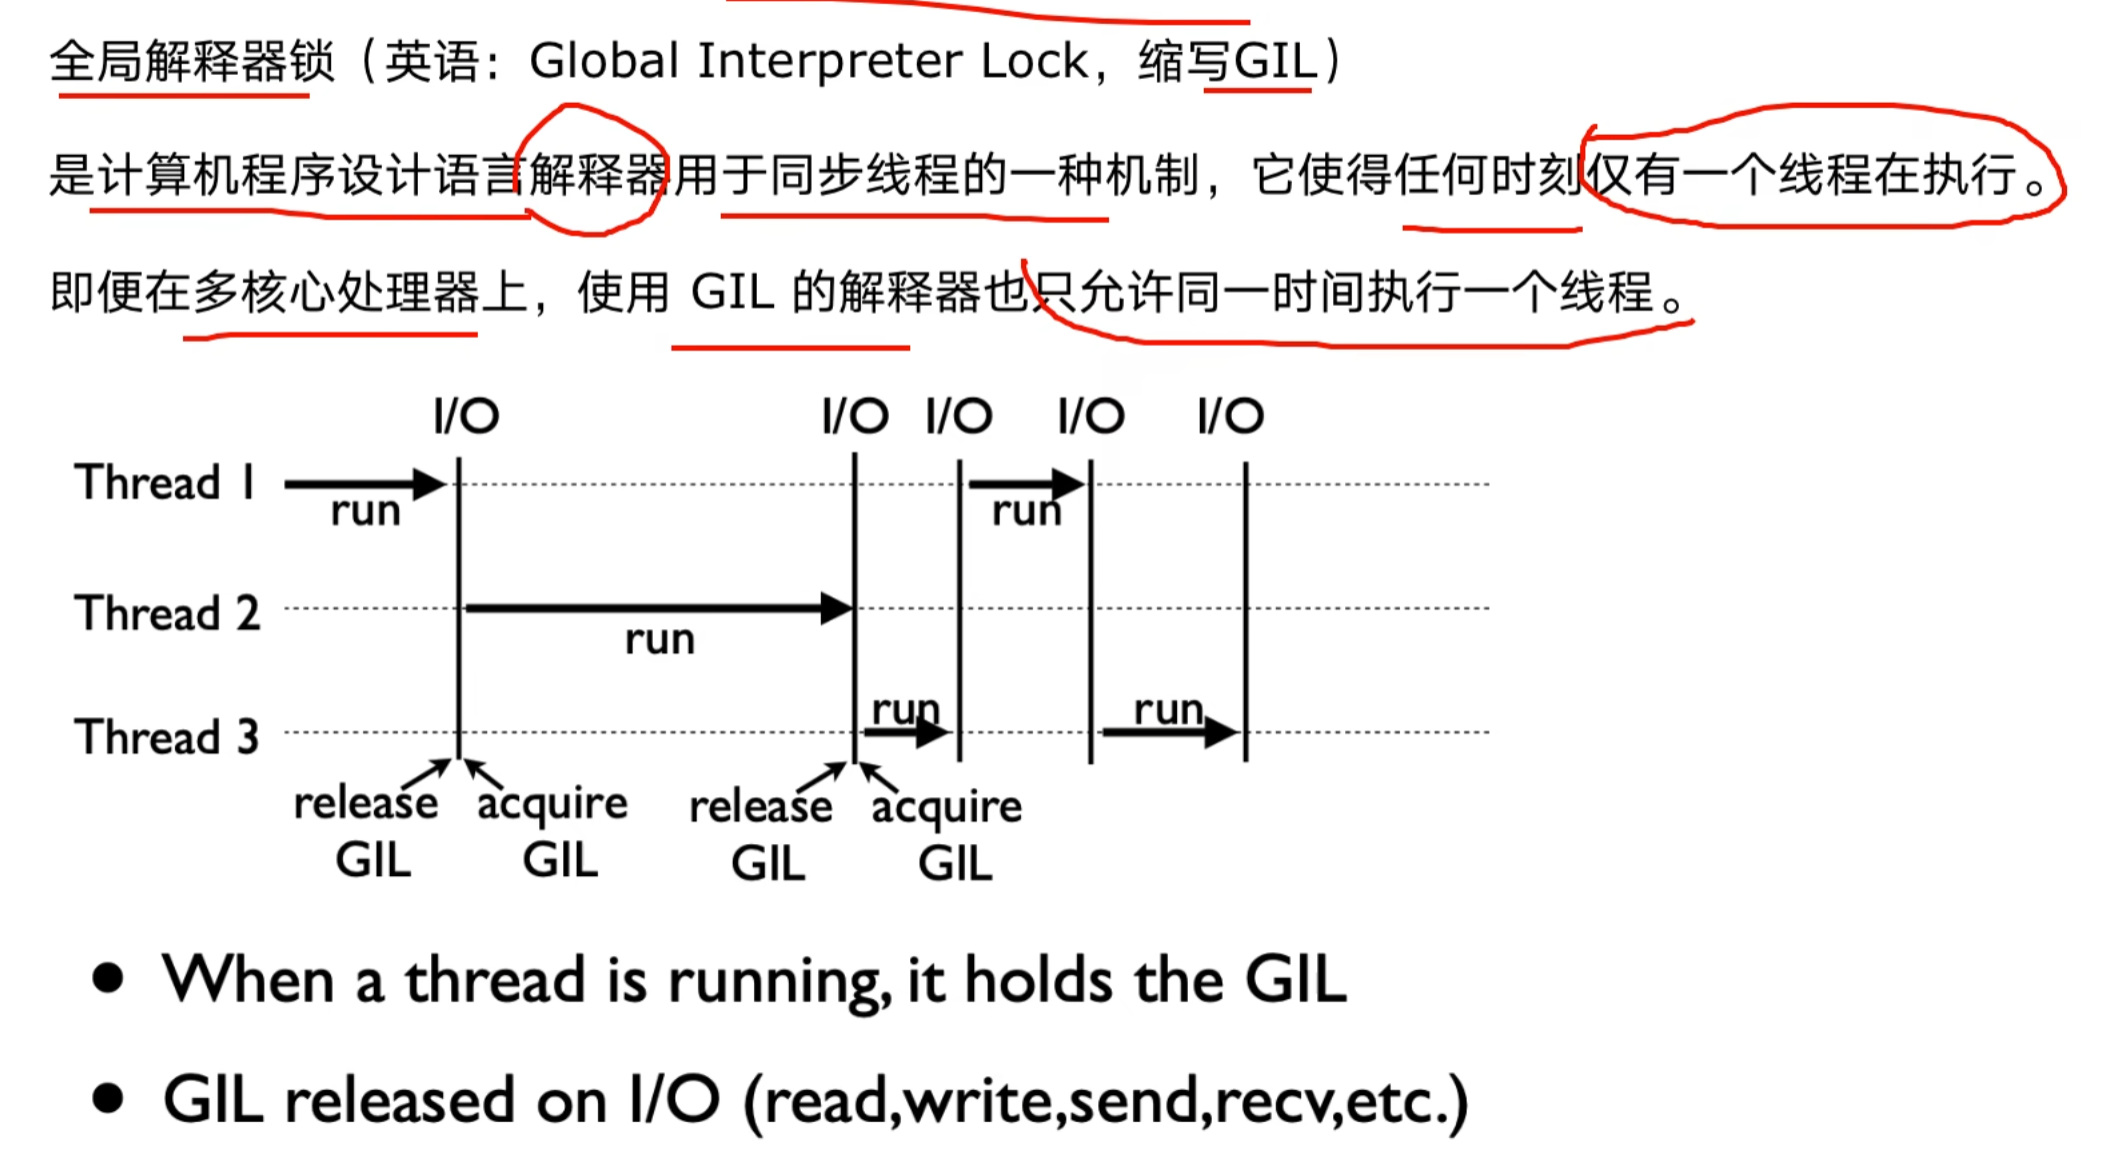 全局解释器锁（英语：Global Interpreter Lock，缩写GIL）
是计算机程序设计语言解释器用于同步线程的一种机制，它使得任何时刻仅有一个线程在执行。
即便在多核心处理器上，使用 GIL 的解释器也只允许同一时间执行一个线程。
I/O I/O I/O I/O I/O
Thread 1
run run
Thread 2
run
run run
Thread 3
release acquire release acquire
GIL GIL GIL GIL
● When a thread is running, it holds the GIL
● GIL released on I/O (read,write,send,recv,etc.)